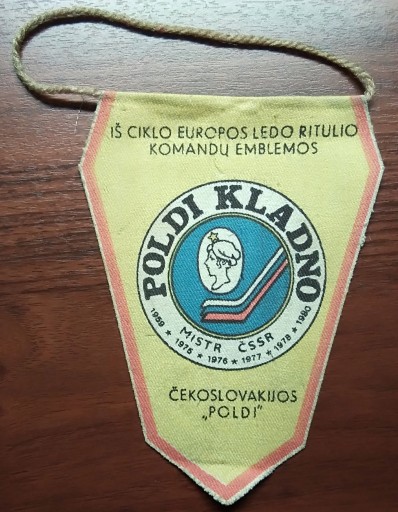 IŠ CIKLO EUROPOS LEDO RITULIO
KOMANDŲ EMBLEMOS
POLDI KLADNO
MISTR ČSSR
1959 ★ 1975 ★ 1976 ★ 1977 ★ 1978 ★ 1980
ČEKOSLOVAKIJOS
„POLDI“